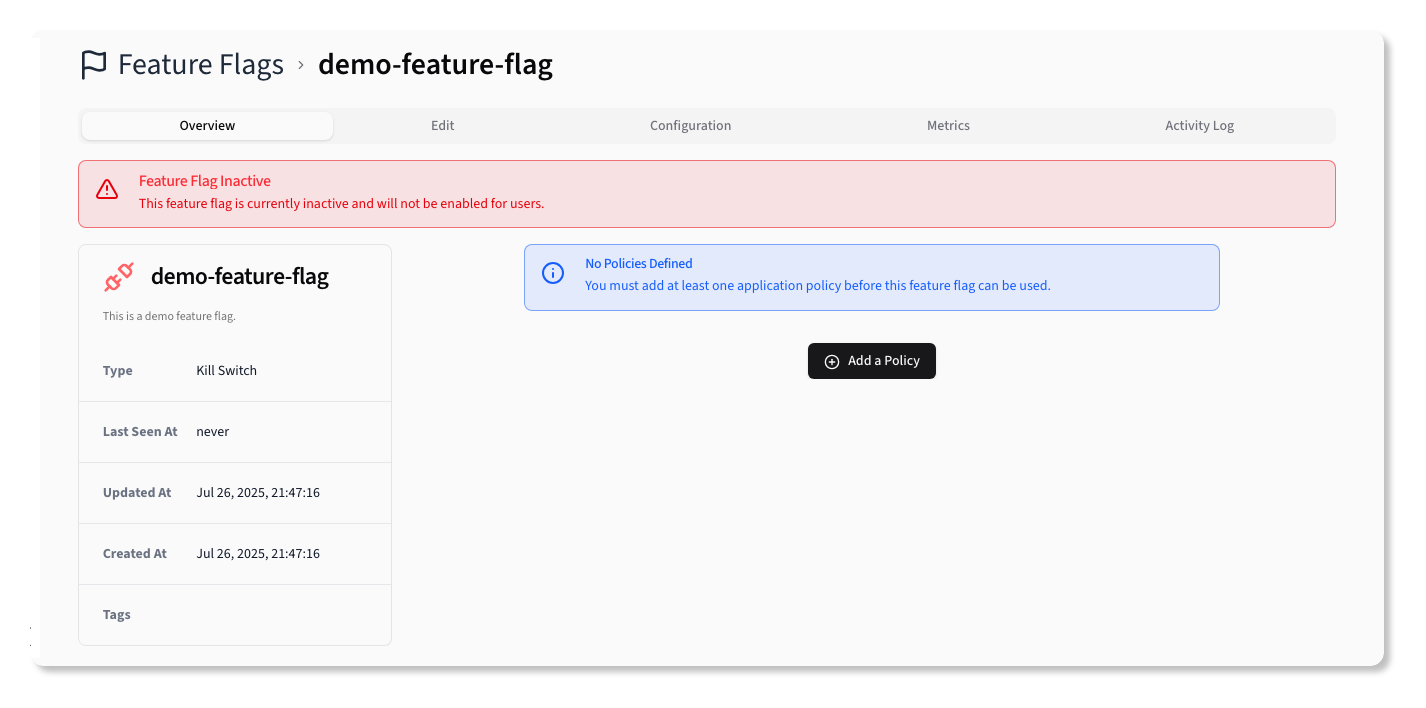 Feature Flags › demo-feature-flag
Overview Edit Configuration Metrics Activity Log
Feature Flag Inactive
This feature flag is currently inactive and will not be enabled for users.
demo-feature-flag
This is a demo feature flag.
Type Kill Switch
Last Seen At never
Updated At Jul 26, 2025, 21:47:16
Created At Jul 26, 2025, 21:47:16
Tags
No Policies Defined
You must add at least one application policy before this feature flag can be used.
Add a Policy